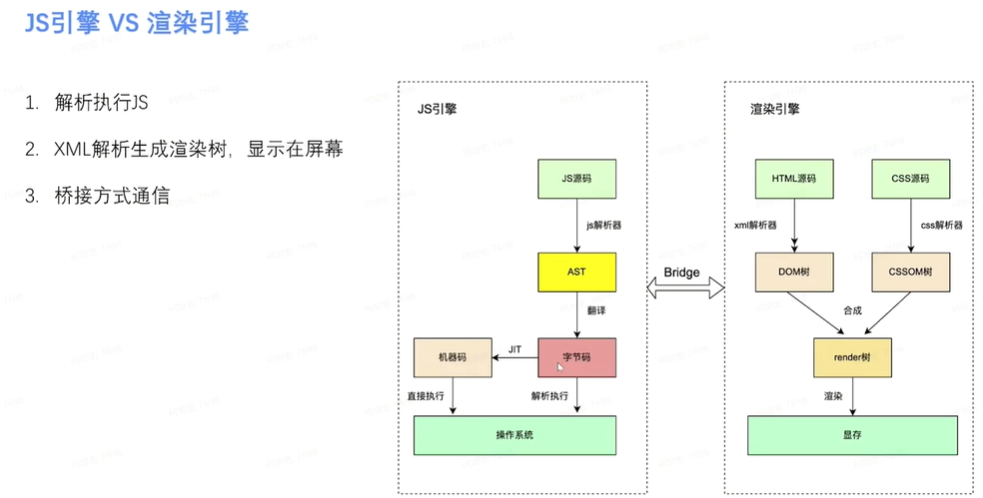 JS引擎 VS 渲染引擎
1. 解析执行JS
2. XML解析生成渲染树，显示在屏幕
3. 桥接方式通信
JS引擎
JS源码
js解析器
AST
翻译
机器码
JIT
字节码
直接执行
解析执行
操作系统
Bridge
渲染引擎
HTML源码
CSS源码
xml解析器
css解析器
DOM树
CSSOM树
合成
render树
渲染
显存